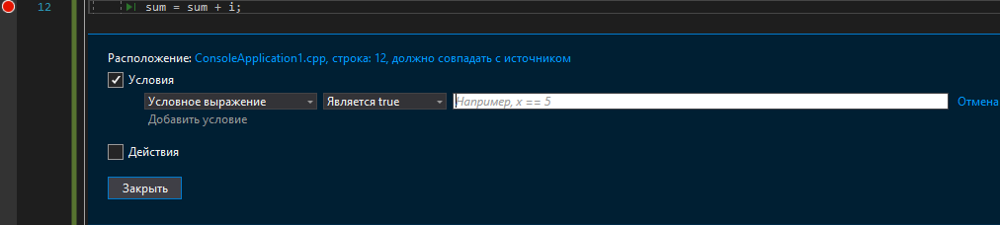 12 sum = sum + i;
Расположение: ConsoleApplication1.cpp, строка: 12, должно совпадать с источником
Условия
Условное выражение Является true Например, x == 5 Отмена
Добавить условие
Действия
Закрыть